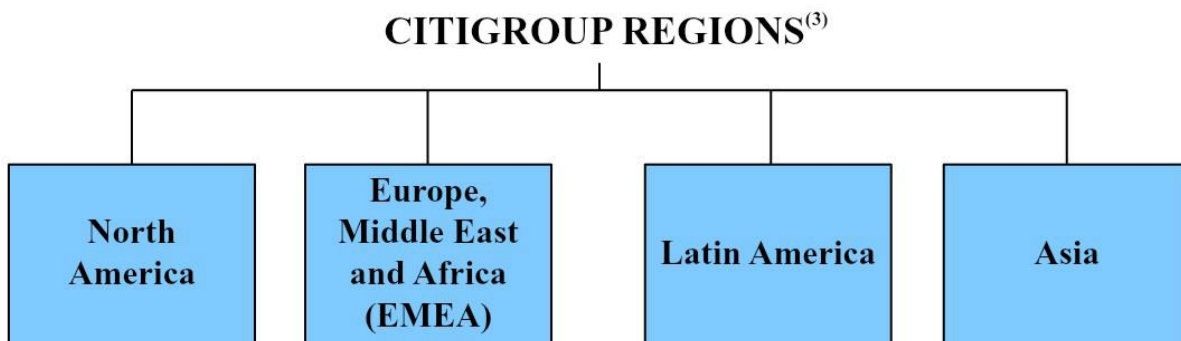 CITIGROUP REGIONS(3)
North
America
Europe,
Middle East
and Africa
(EMEA)
Latin America
Asia